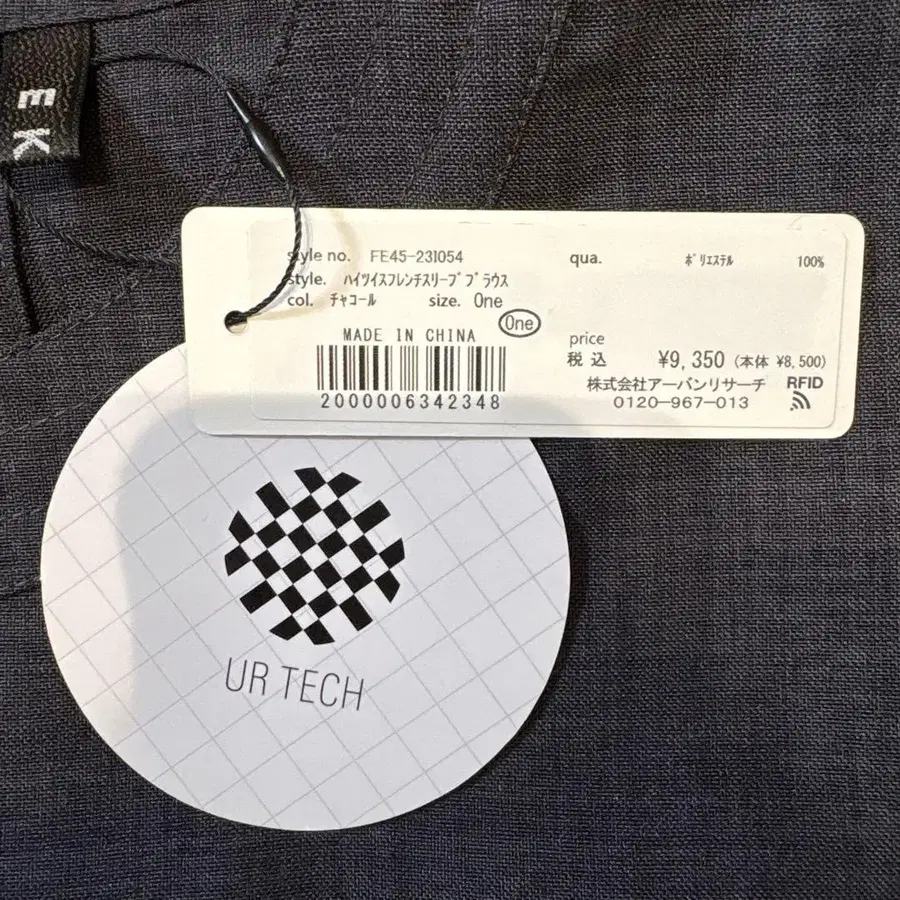 E K
style no. FE45-23I054
style. ハイツイスフレンチスリーブブラウス
col. チャコール size. One
One
MADE IN CHINA
2000006342348
qua. ポリエステル 100%
price
税込 ¥9,350 (本体 ¥8,500)
株式会社アーバンリサーチ RFID
0120-967-013
UR TECH